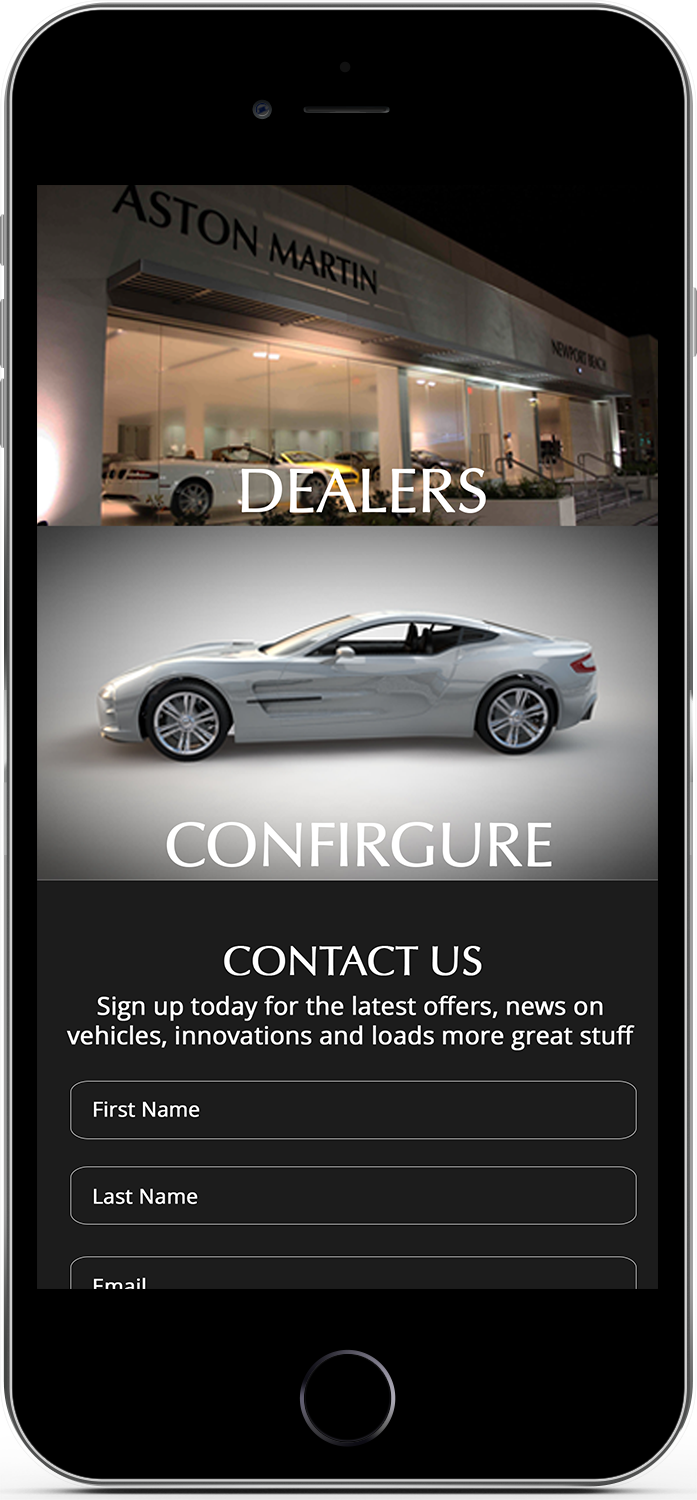 ASTON MARTIN
NEWPORT BEACH
DEALERS
CONFIRGURE
CONTACT US
Sign up today for the latest offers, news on
vehicles, innovations and loads more great stuff
First Name
Last Name
Email